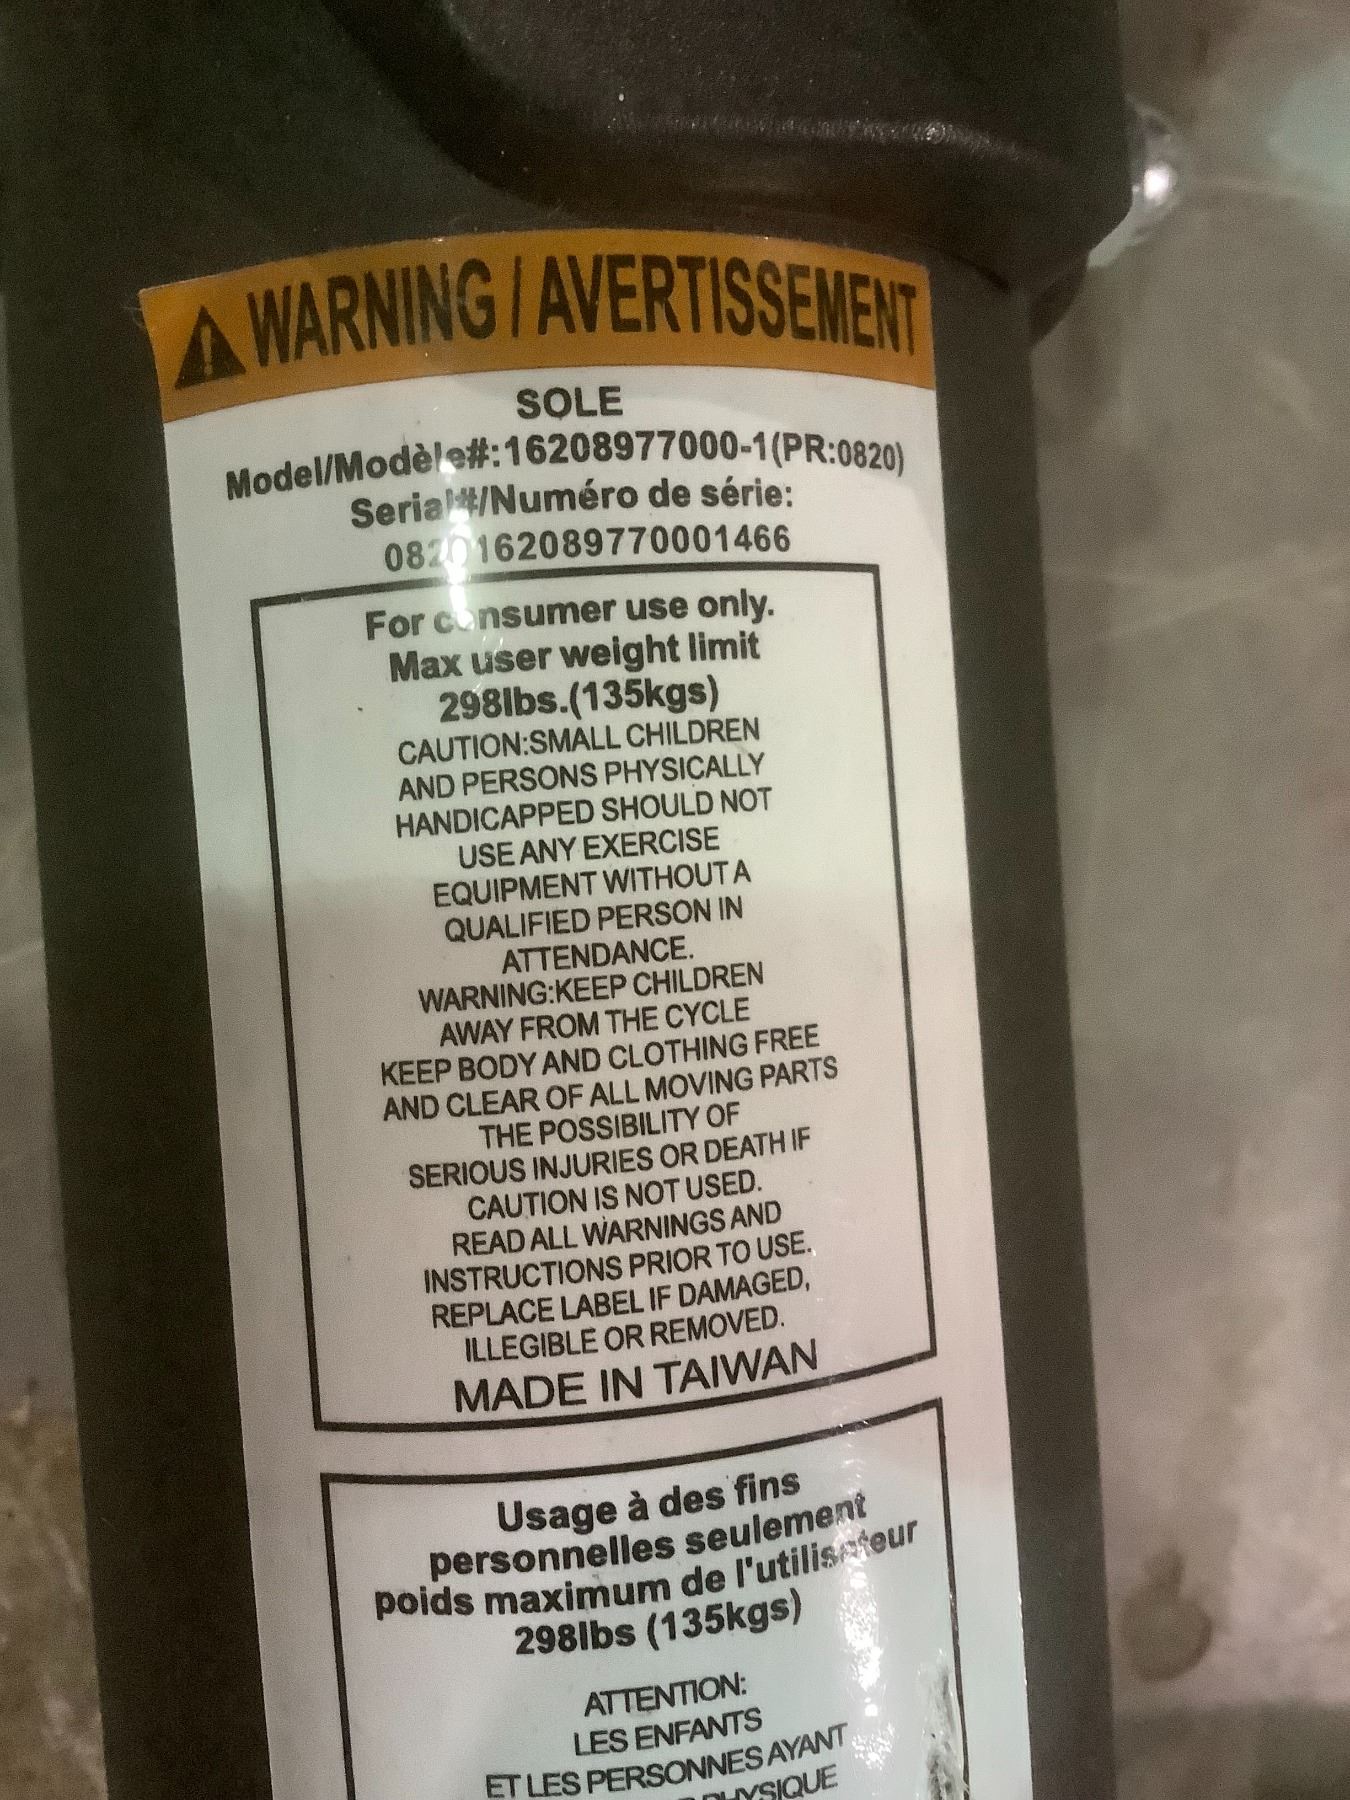 WARNING / AVERTISSEMENT
SOLE
Model/Modèle#:16208977000-1(PR:0820)
Serial#/Numéro de série:
0820162089770001466
For consumer use only.
Max user weight limit
298lbs.(135kgs)
CAUTION:SMALL CHILDREN
AND PERSONS PHYSICALLY
HANDICAPPED SHOULD NOT
USE ANY EXERCISE
EQUIPMENT WITHOUT A
QUALIFIED PERSON IN
ATTENDANCE.
WARNING:KEEP CHILDREN
AWAY FROM THE CYCLE
KEEP BODY AND CLOTHING FREE
AND CLEAR OF ALL MOVING PARTS
THE POSSIBILITY OF
SERIOUS INJURIES OR DEATH IF
CAUTION IS NOT USED.
READ ALL WARNINGS AND
INSTRUCTIONS PRIOR TO USE.
REPLACE LABEL IF DAMAGED,
ILLEGIBLE OR REMOVED.
MADE IN TAIWAN
Usage à des fins
personnelles seulement
poids maximum de l'utilisateur
298lbs (135kgs)
ATTENTION:
LES ENFANTS
ET LES PERSONNES AYANT
PHYSIQUE